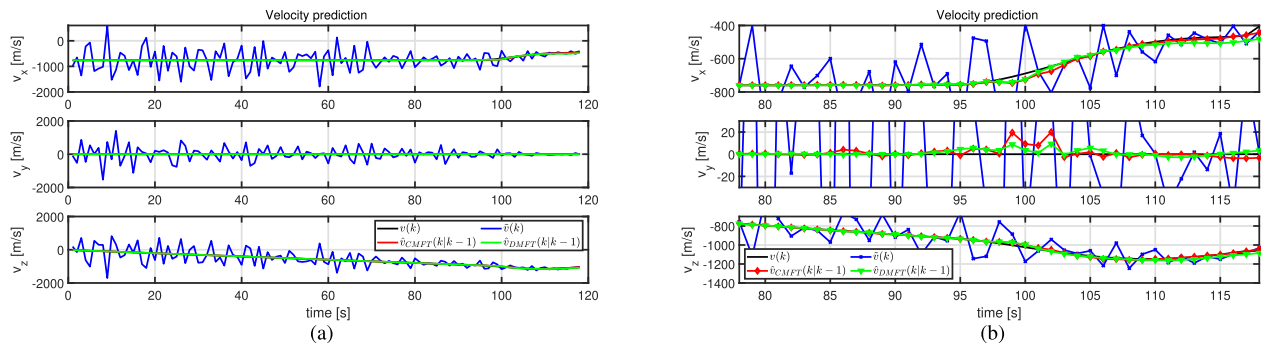 Velocity prediction
v_x [m/s]
0
-1000
-2000
0 20 40 60 80 100 120
v_y [m/s]
2000
0
-2000
0 20 40 60 80 100 120
v_z [m/s]
2000
0
-2000
v(k) ṽ(k)
v̂_CMFT(k|k − 1) v̂_DMFT(k|k − 1)
0 20 40 60 80 100 120
time [s]
(a)
Velocity prediction
v_x [m/s]
-400
-600
-800
80 85 90 95 100 105 110 115
v_y [m/s]
20
0
-20
80 85 90 95 100 105 110 115
v_z [m/s]
-800
-1000
-1200
-1400
v(k) ṽ(k)
v̂_CMFT(k|k − 1) v̂_DMFT(k|k − 1)
80 85 90 95 100 105 110 115
time [s]
(b)